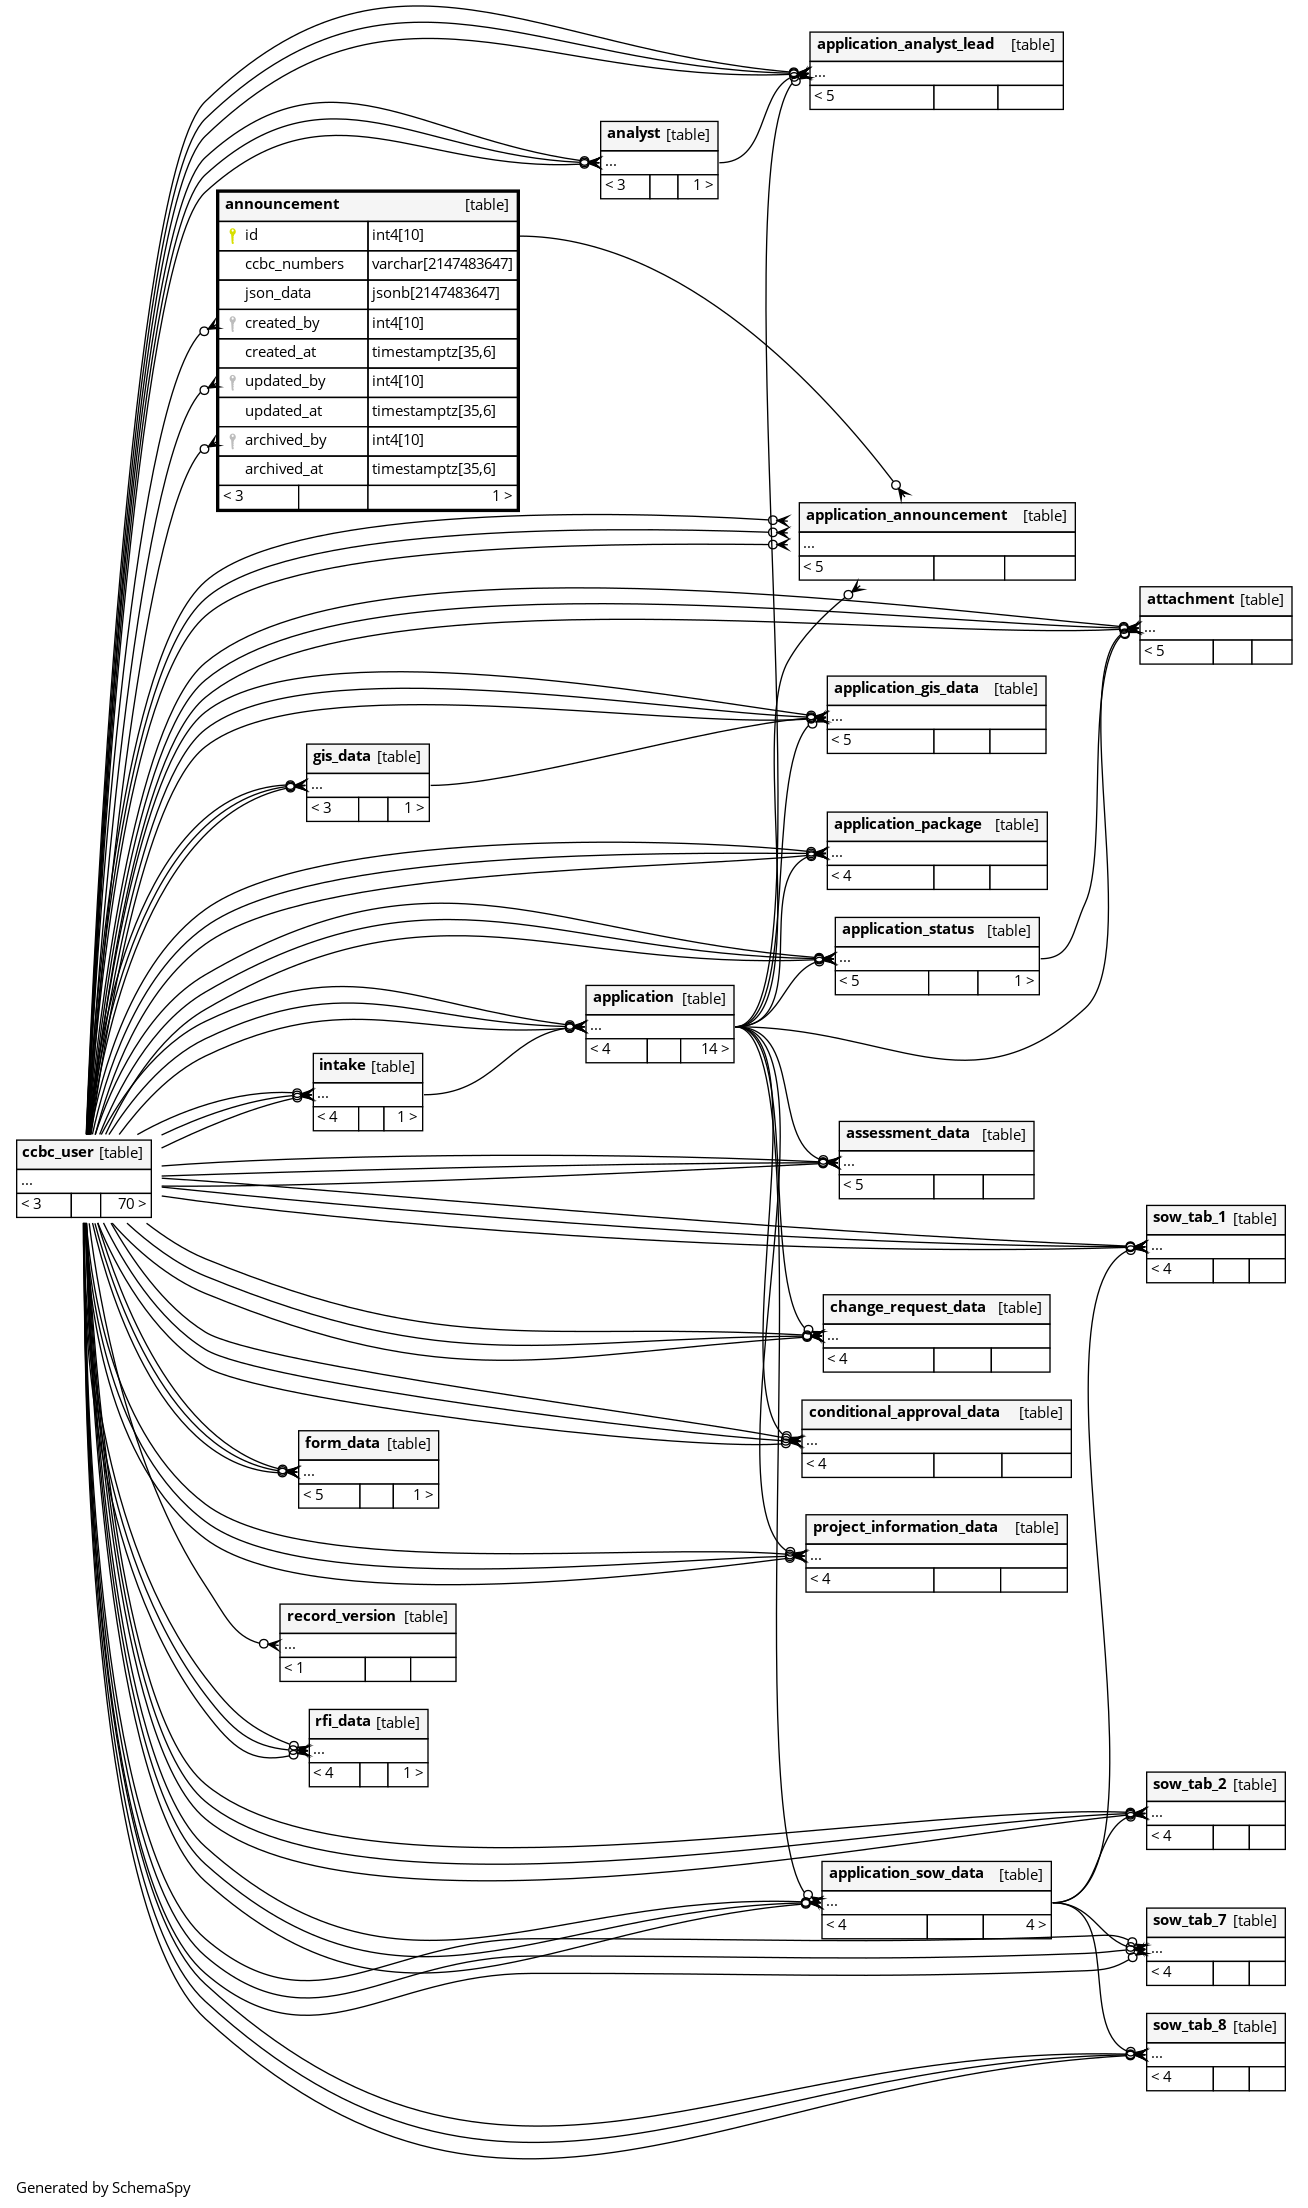 application_analyst_lead [table]
...
< 5
analyst [table]
...
< 3 1 >
announcement [table]
id int4[10]
ccbc_numbers varchar[2147483647]
json_data jsonb[2147483647]
created_by int4[10]
created_at timestamptz[35,6]
updated_by int4[10]
updated_at timestamptz[35,6]
archived_by int4[10]
archived_at timestamptz[35,6]
< 3 1 >
application_announcement [table]
...
< 5
attachment [table]
...
< 5
application_gis_data [table]
...
< 5
gis_data [table]
...
< 3 1 >
application_package [table]
...
< 4
application_status [table]
...
< 5 1 >
application [table]
...
< 4 14 >
intake [table]
...
< 4 1 >
ccbc_user [table]
...
< 3 70 >
assessment_data [table]
...
< 5
sow_tab_1 [table]
...
< 4
change_request_data [table]
...
< 4
conditional_approval_data [table]
...
< 4
form_data [table]
...
< 5 1 >
project_information_data [table]
...
< 4
record_version [table]
...
< 1
rfi_data [table]
...
< 4 1 >
sow_tab_2 [table]
...
< 4
application_sow_data [table]
...
< 4 4 >
sow_tab_7 [table]
...
< 4
sow_tab_8 [table]
...
< 4
Generated by SchemaSpy